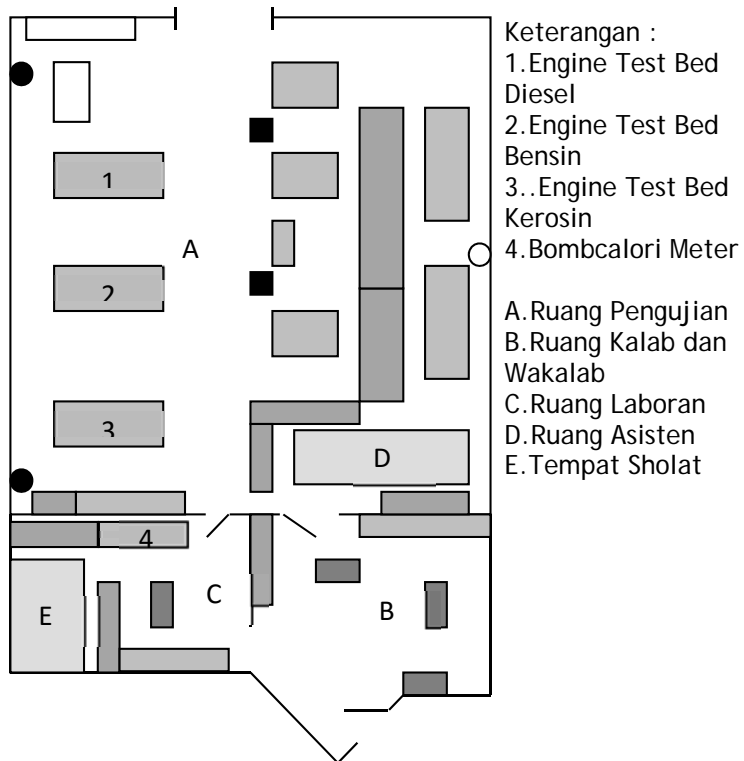 Keterangan :
1.Engine Test Bed
Diesel
2.Engine Test Bed
Bensin
3..Engine Test Bed
Kerosin
4.Bombcalori Meter
A.Ruang Pengujian
B.Ruang Kalab dan
Wakalab
C.Ruang Laboran
D.Ruang Asisten
E.Tempat Sholat
1
A
2
3
D
4
C
B
E